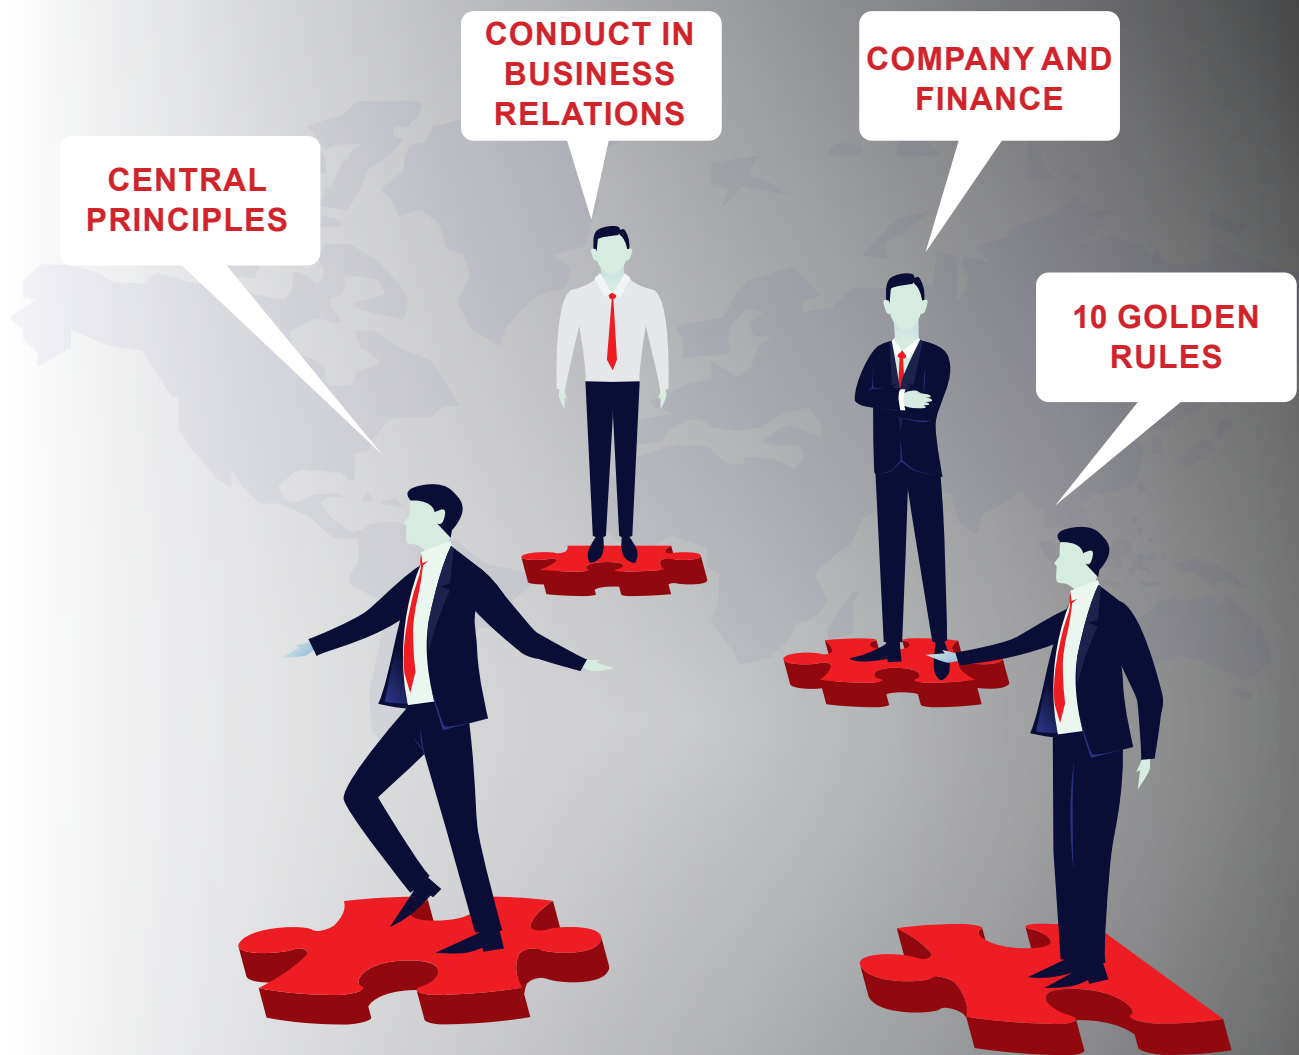 CENTRAL
PRINCIPLES
CONDUCT IN
BUSINESS
RELATIONS
COMPANY AND
FINANCE
10 GOLDEN
RULES